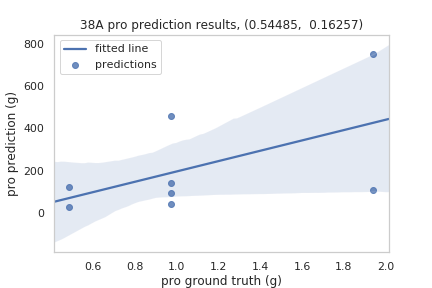 38A pro prediction results, (0.54485,  0.16257)
fitted line
predictions
800
600
400
200
0
pro prediction (g)
0.6 0.8 1.0 1.2 1.4 1.6 1.8 2.0
pro ground truth (g)